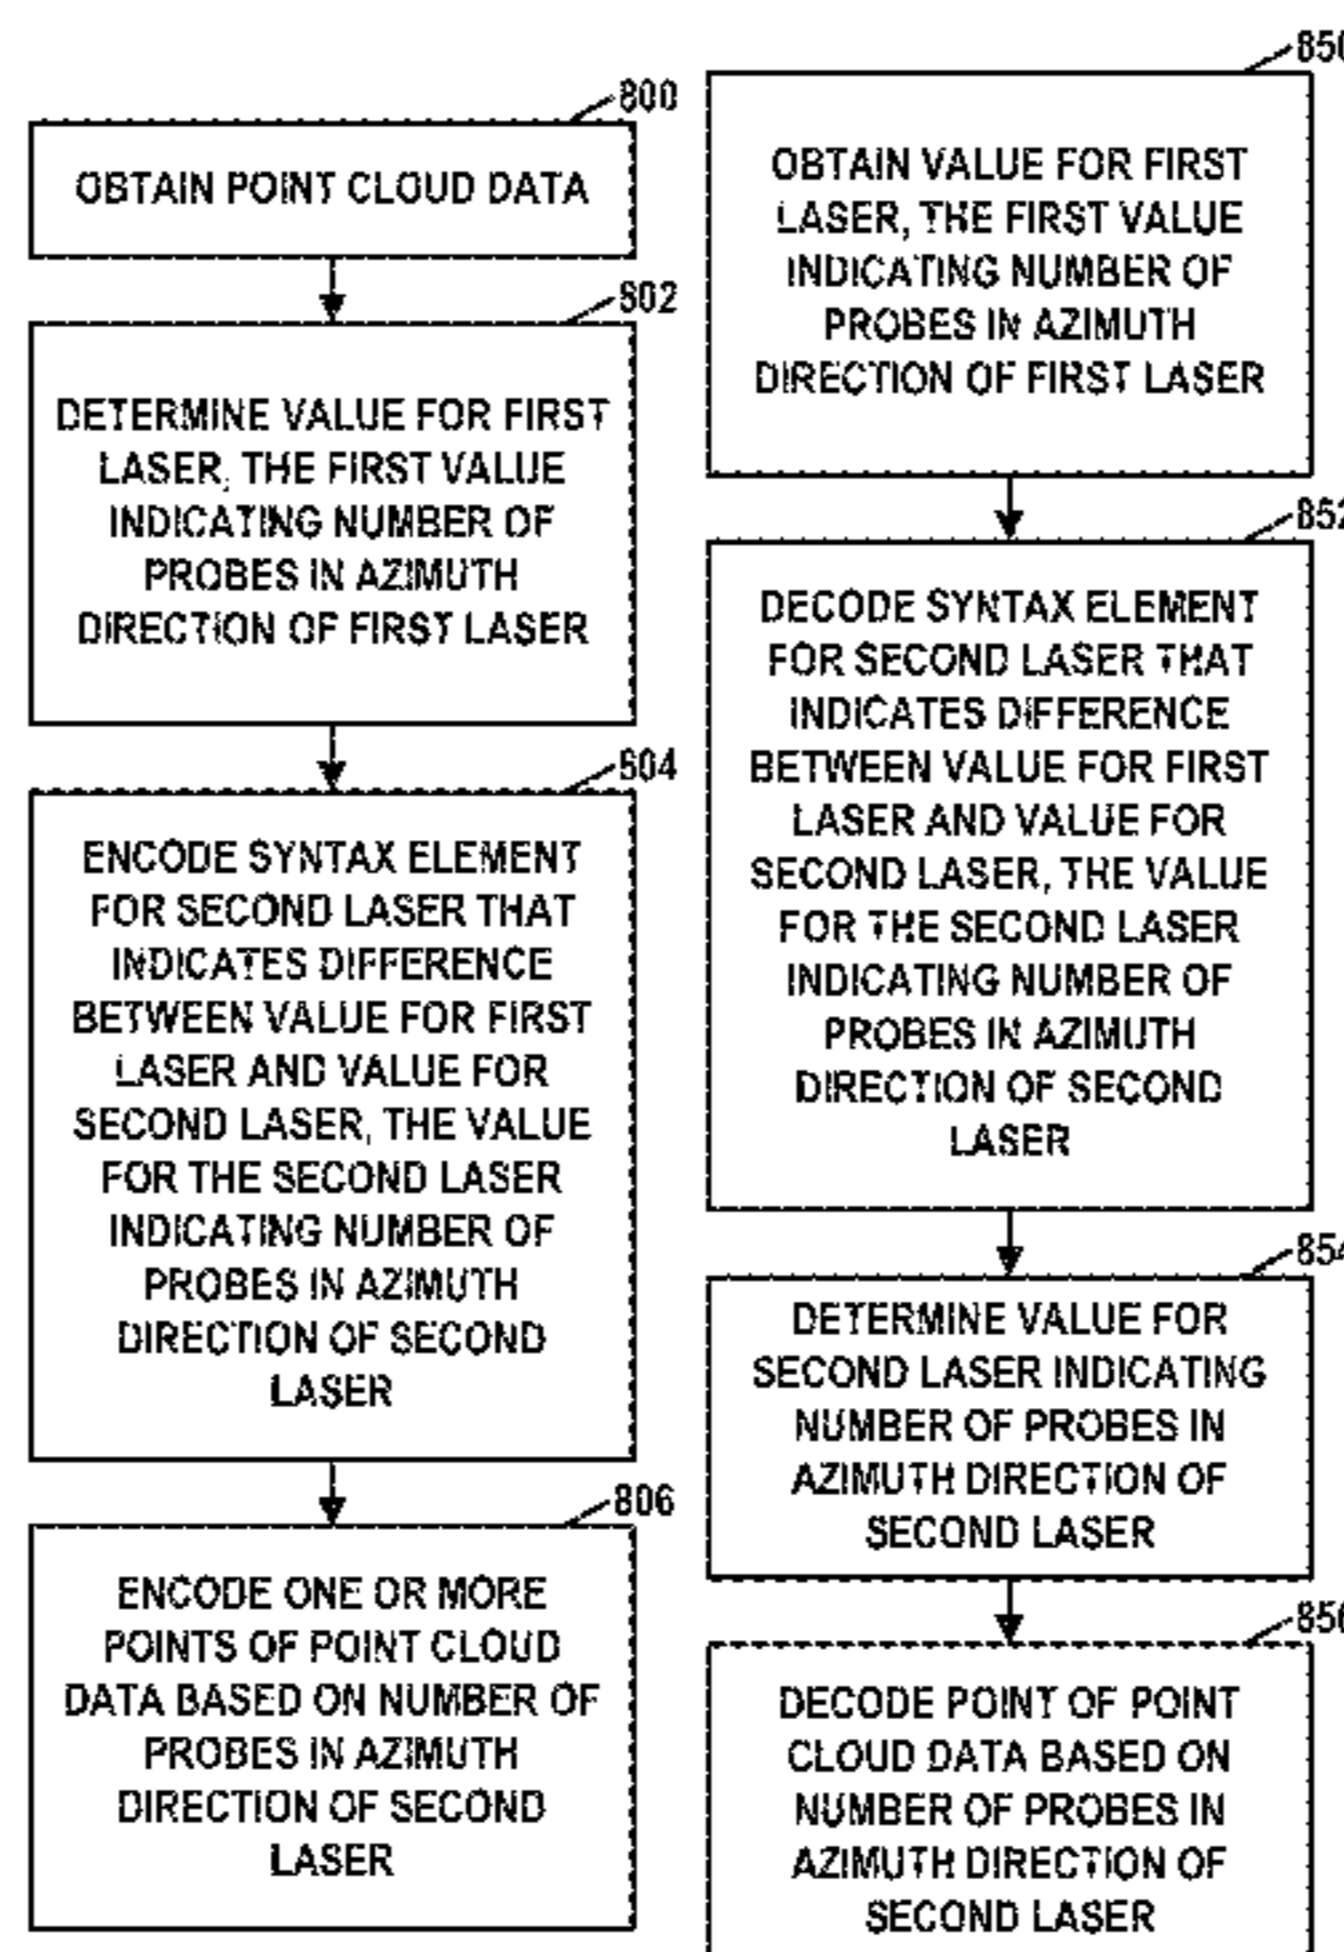 800
OBTAIN POINT CLOUD DATA
802
DETERMINE VALUE FOR FIRST
LASER, THE FIRST VALUE
INDICATING NUMBER OF
PROBES IN AZIMUTH
DIRECTION OF FIRST LASER
804
ENCODE SYNTAX ELEMENT
FOR SECOND LASER THAT
INDICATES DIFFERENCE
BETWEEN VALUE FOR FIRST
LASER AND VALUE FOR
SECOND LASER, THE VALUE
FOR THE SECOND LASER
INDICATING NUMBER OF
PROBES IN AZIMUTH
DIRECTION OF SECOND
LASER
806
ENCODE ONE OR MORE
POINTS OF POINT CLOUD
DATA BASED ON NUMBER OF
PROBES IN AZIMUTH
DIRECTION OF SECOND
LASER
850
OBTAIN VALUE FOR FIRST
LASER, THE FIRST VALUE
INDICATING NUMBER OF
PROBES IN AZIMUTH
DIRECTION OF FIRST LASER
852
DECODE SYNTAX ELEMENT
FOR SECOND LASER THAT
INDICATES DIFFERENCE
BETWEEN VALUE FOR FIRST
LASER AND VALUE FOR
SECOND LASER, THE VALUE
FOR THE SECOND LASER
INDICATING NUMBER OF
PROBES IN AZIMUTH
DIRECTION OF SECOND
LASER
854
DETERMINE VALUE FOR
SECOND LASER INDICATING
NUMBER OF PROBES IN
AZIMUTH DIRECTION OF
SECOND LASER
856
DECODE POINT OF POINT
CLOUD DATA BASED ON
NUMBER OF PROBES IN
AZIMUTH DIRECTION OF
SECOND LASER